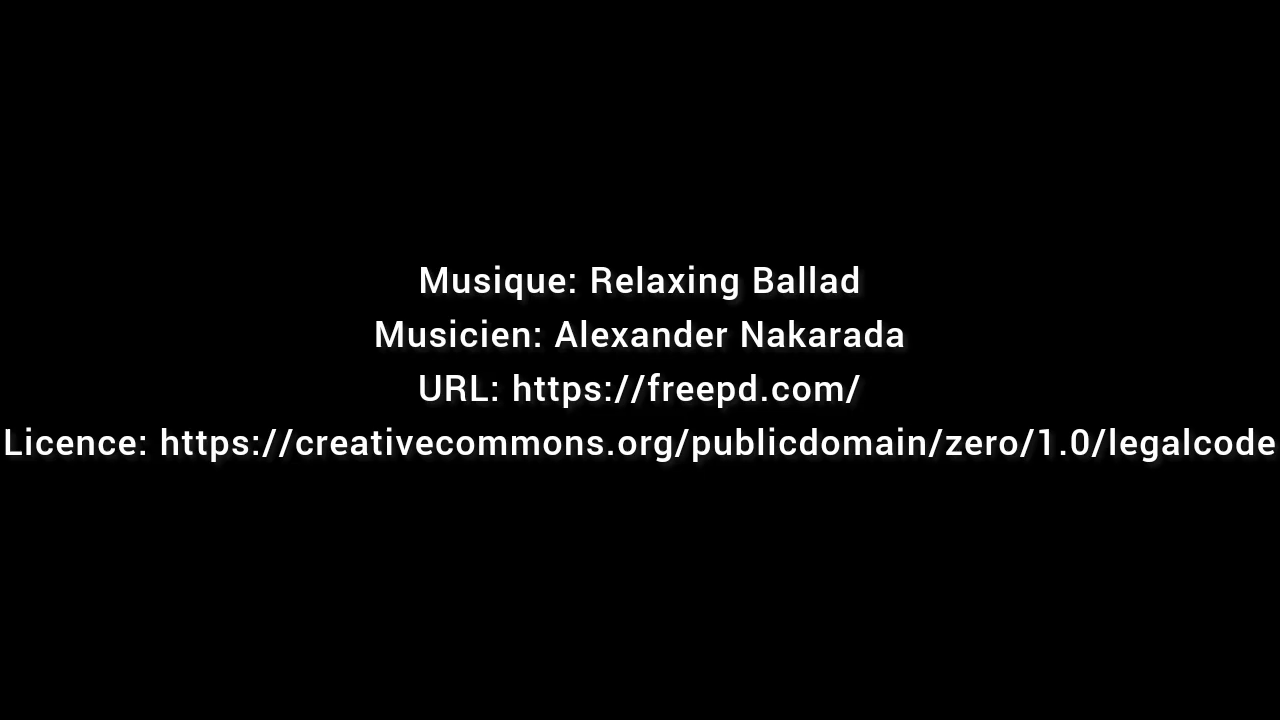 Musique: Relaxing Ballad
Musicien: Alexander Nakarada
URL: https://freepd.com/
Licence: https://creativecommons.org/publicdomain/zero/1.0/legalcode